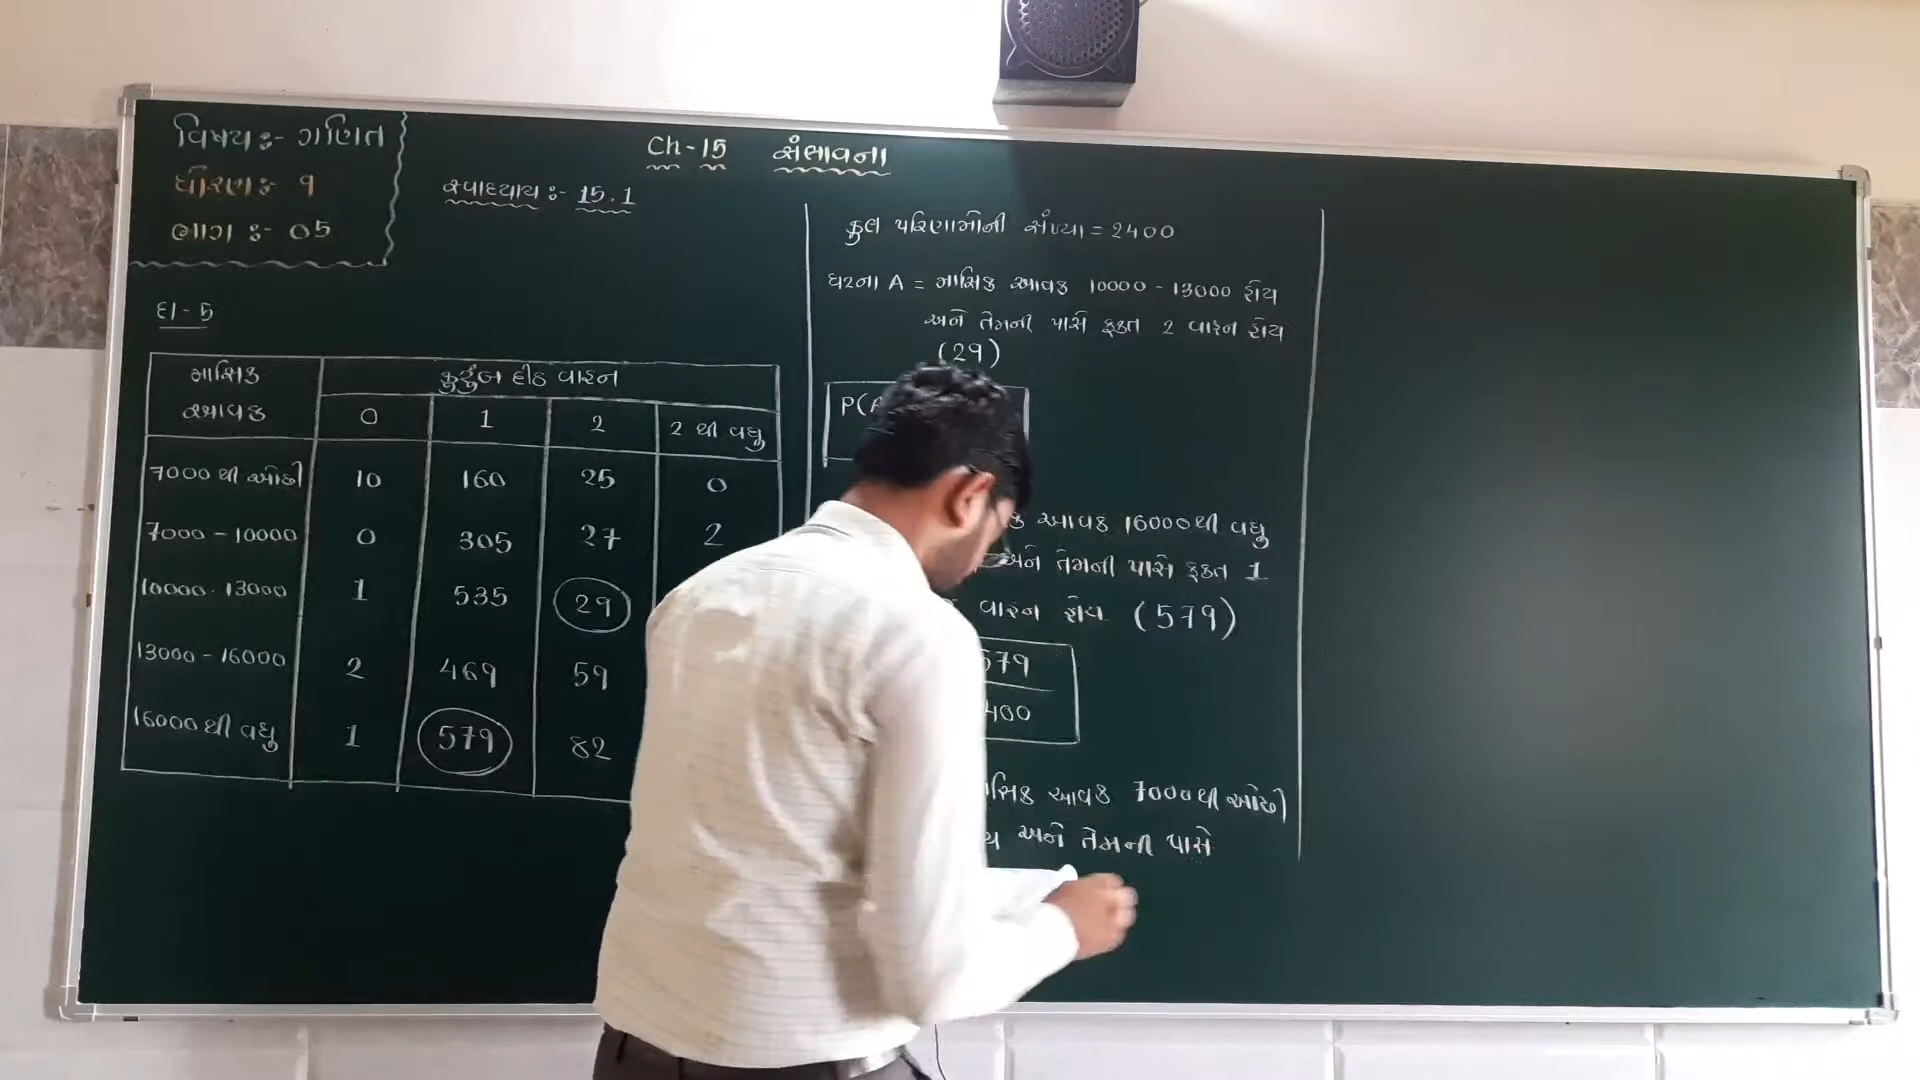 વિષય :- ગણિત
ધોરણ : 9
ભાગ :- 05
Ch - 15 સંભાવના
સ્વાધ્યાય :- 15.1
દા - 5
માસિક આવક
કુટુંબ દીઠ વાહન
0 1 2 2 થી વધુ
7000 થી ઓછી 10 160 25 0
7000 - 10000 0 305 27 2
10000 - 13000 1 535 29
13000 - 16000 2 469 59
16000 થી વધુ 1 579 82
કુલ પરિણામોની સંખ્યા = 2400
ઘટના A = માસિક આવક 10000 - 13000 હોય
અને તેમની પાસે ફક્ત 2 વાહન હોય
(29)
P(
આવક 16000 થી વધુ
અને તેમની પાસે ફક્ત 1
વાહન હોય (579)
579
400
માસિક આવક 7000 થી ઓછી
અને તેમની પાસે